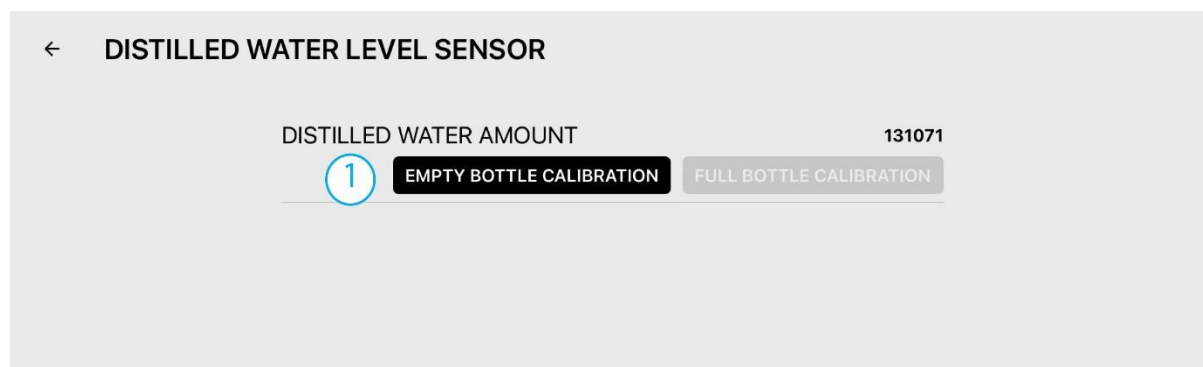 ← DISTILLED WATER LEVEL SENSOR
DISTILLED WATER AMOUNT 131071
1 EMPTY BOTTLE CALIBRATION FULL BOTTLE CALIBRATION